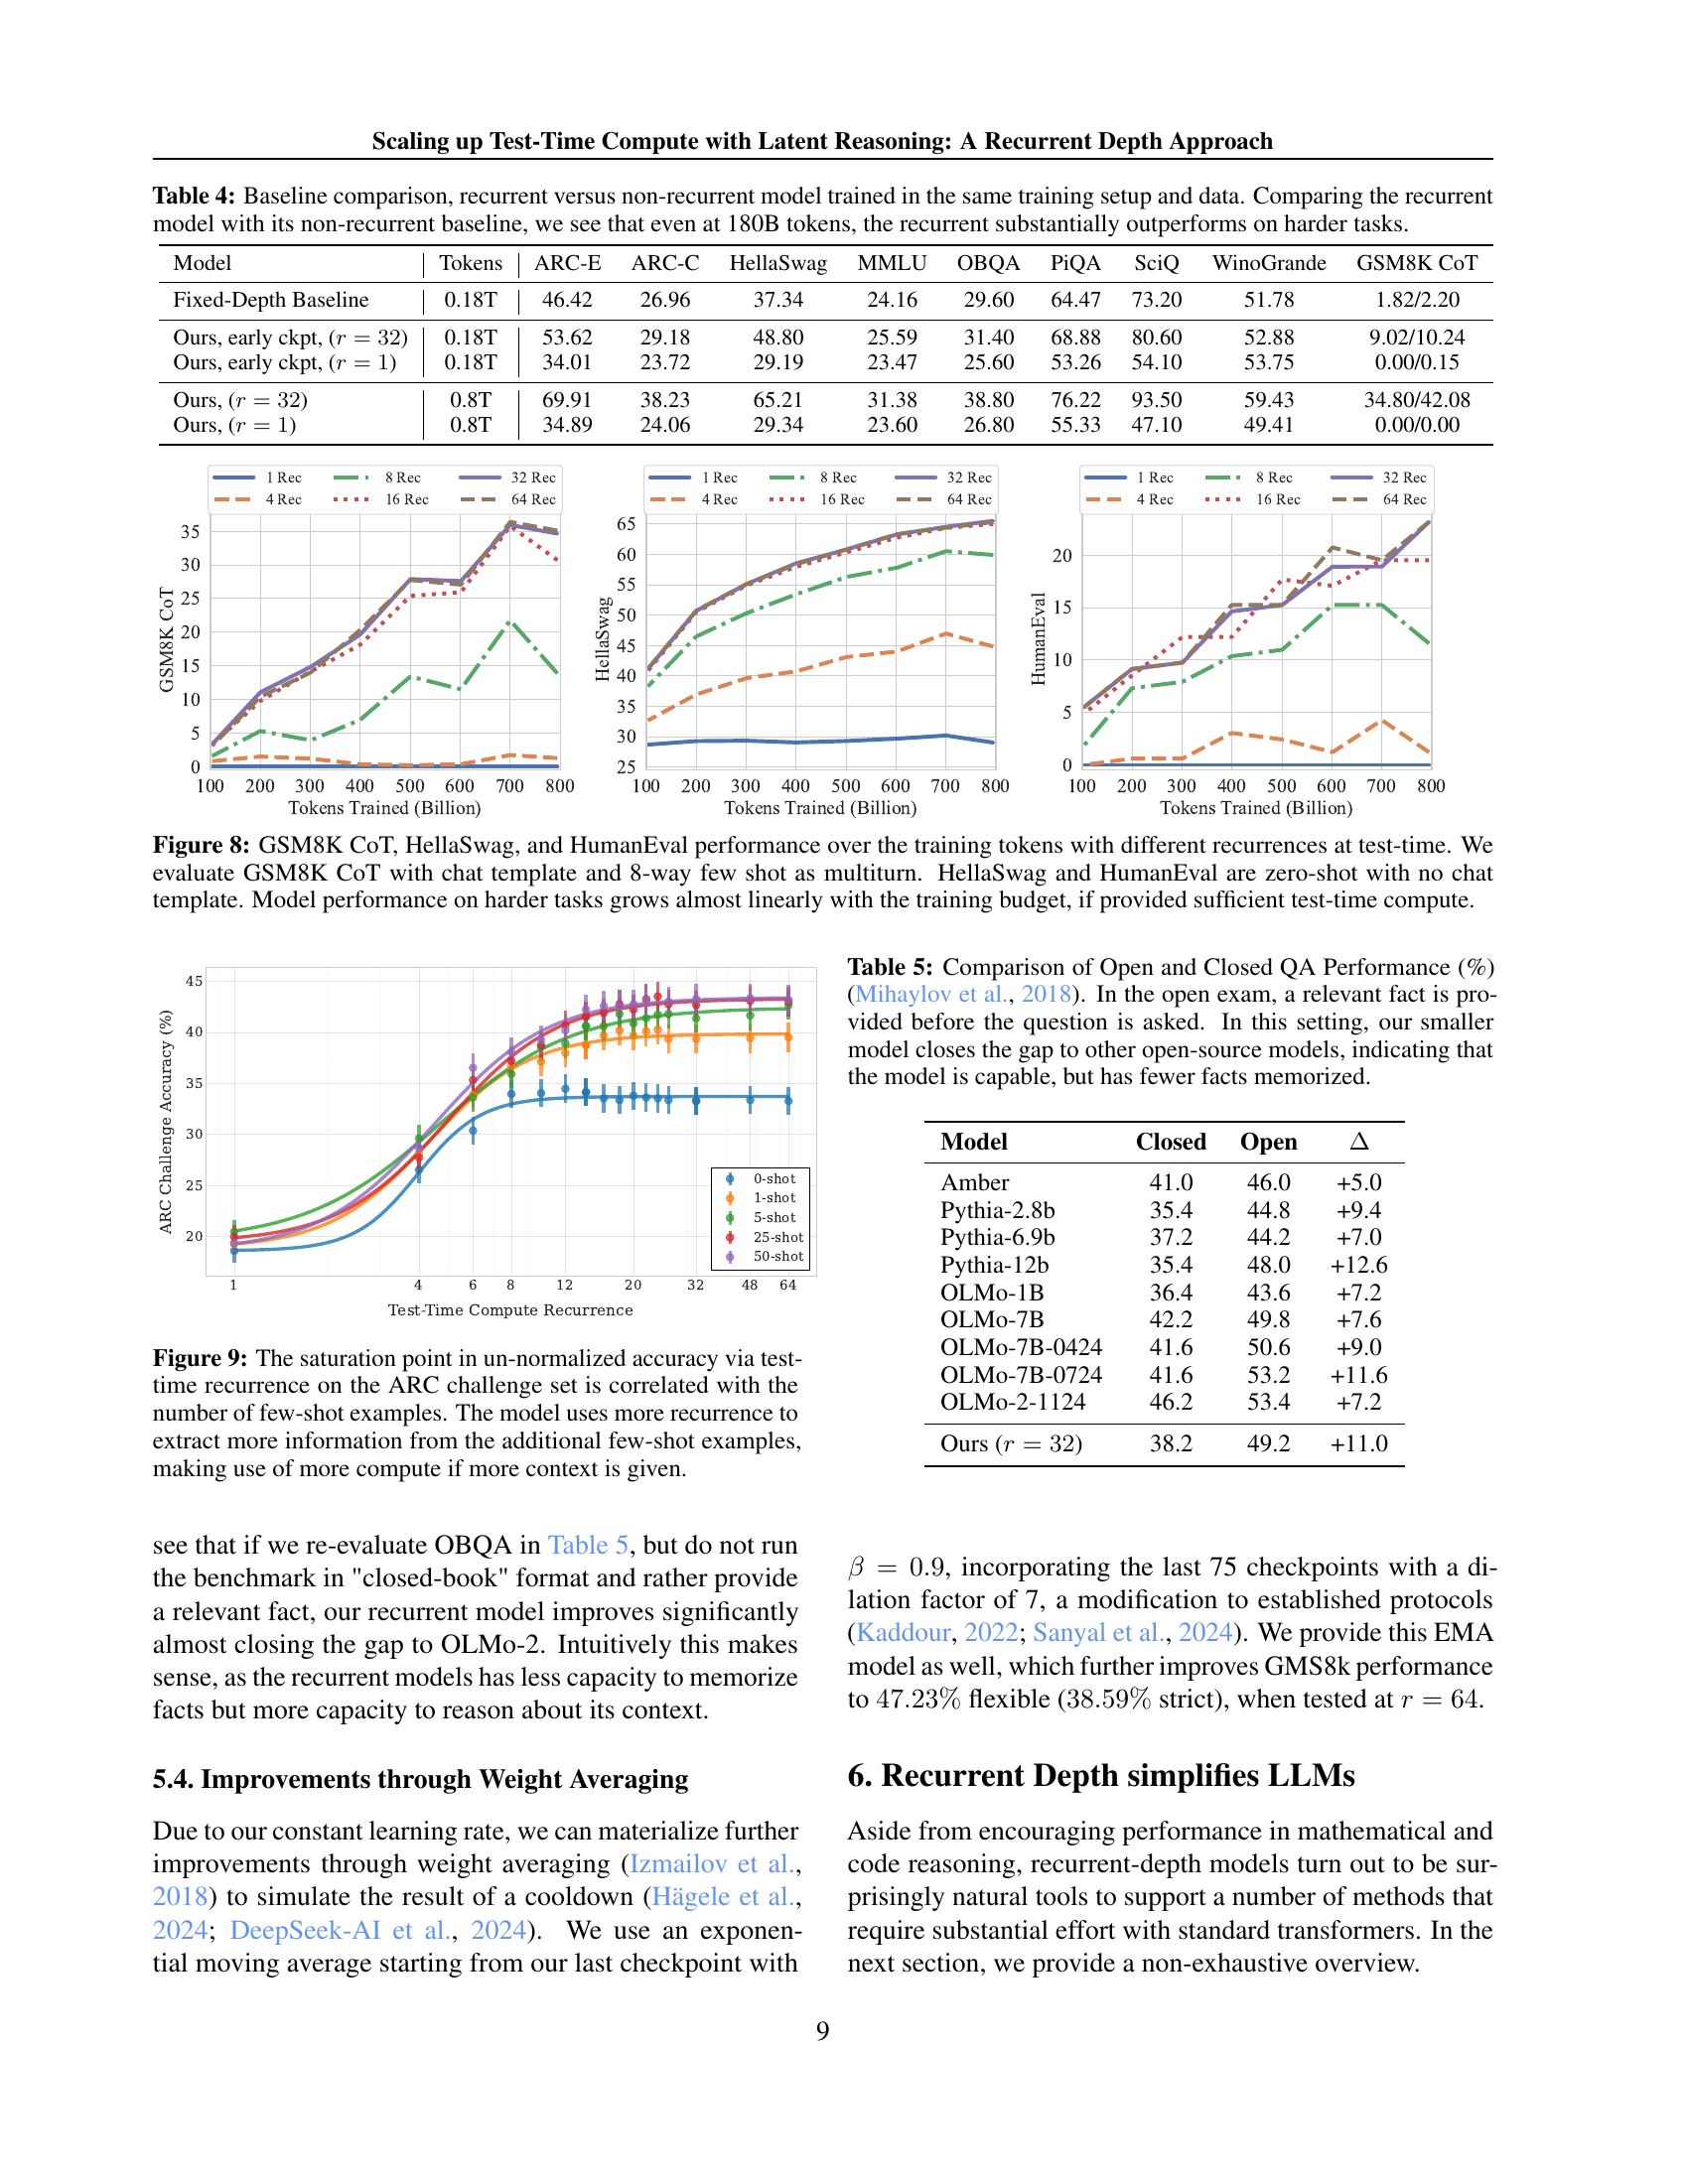 Scaling up Test-Time Compute with Latent Reasoning: A Recurrent Depth Approach
Table 4: Baseline comparison, recurrent versus non-recurrent model trained in the same training setup and data. Comparing the recurrent
model with its non-recurrent baseline, we see that even at 180B tokens, the recurrent substantially outperforms on harder tasks.
Model Tokens ARC-E ARC-C HellaSwag MMLU OBQA PiQA SciQ WinoGrande GSM8K CoT
Fixed-Depth Baseline 0.18T 46.42 26.96 37.34 24.16 29.60 64.47 73.20 51.78 1.82/2.20
Ours, early ckpt, (r = 32) 0.18T 53.62 29.18 48.80 25.59 31.40 68.88 80.60 52.88 9.02/10.24
Ours, early ckpt, (r = 1) 0.18T 34.01 23.72 29.19 23.47 25.60 53.26 54.10 53.75 0.00/0.15
Ours, (r = 32) 0.8T 69.91 38.23 65.21 31.38 38.80 76.22 93.50 59.43 34.80/42.08
Ours, (r = 1) 0.8T 34.89 24.06 29.34 23.60 26.80 55.33 47.10 49.41 0.00/0.00
1 Rec 8 Rec 32 Rec
4 Rec 16 Rec 64 Rec
GSM8K CoT
35
30
25
20
15
10
5
0
100 200 300 400 500 600 700 800
Tokens Trained (Billion)
1 Rec 8 Rec 32 Rec
4 Rec 16 Rec 64 Rec
HellaSwag
65
60
55
50
45
40
35
30
25
100 200 300 400 500 600 700 800
Tokens Trained (Billion)
1 Rec 8 Rec 32 Rec
4 Rec 16 Rec 64 Rec
HumanEval
20
15
10
5
0
100 200 300 400 500 600 700 800
Tokens Trained (Billion)
Figure 8: GSM8K CoT, HellaSwag, and HumanEval performance over the training tokens with different recurrences at test-time. We
evaluate GSM8K CoT with chat template and 8-way few shot as multiturn. HellaSwag and HumanEval are zero-shot with no chat
template. Model performance on harder tasks grows almost linearly with the training budget, if provided sufficient test-time compute.
ARC Challenge Accuracy (%)
45
40
35
30
25
20
0-shot
1-shot
5-shot
25-shot
50-shot
1 4 6 8 12 20 32 48 64
Test-Time Compute Recurrence
Figure 9: The saturation point in un-normalized accuracy via test-
time recurrence on the ARC challenge set is correlated with the
number of few-shot examples. The model uses more recurrence to
extract more information from the additional few-shot examples,
making use of more compute if more context is given.
Table 5: Comparison of Open and Closed QA Performance (%)
(Mihaylov et al., 2018). In the open exam, a relevant fact is pro-
vided before the question is asked. In this setting, our smaller
model closes the gap to other open-source models, indicating that
the model is capable, but has fewer facts memorized.
Model Closed Open Δ
Amber 41.0 46.0 +5.0
Pythia-2.8b 35.4 44.8 +9.4
Pythia-6.9b 37.2 44.2 +7.0
Pythia-12b 35.4 48.0 +12.6
OLMo-1B 36.4 43.6 +7.2
OLMo-7B 42.2 49.8 +7.6
OLMo-7B-0424 41.6 50.6 +9.0
OLMo-7B-0724 41.6 53.2 +11.6
OLMo-2-1124 46.2 53.4 +7.2
Ours (r = 32) 38.2 49.2 +11.0
see that if we re-evaluate OBQA in Table 5, but do not run
the benchmark in "closed-book" format and rather provide
a relevant fact, our recurrent model improves significantly
almost closing the gap to OLMo-2. Intuitively this makes
sense, as the recurrent models has less capacity to memorize
facts but more capacity to reason about its context.
5.4. Improvements through Weight Averaging
Due to our constant learning rate, we can materialize further
improvements through weight averaging (Izmailov et al.,
2018) to simulate the result of a cooldown (Hägele et al.,
2024; DeepSeek-AI et al., 2024). We use an exponen-
tial moving average starting from our last checkpoint with
β = 0.9, incorporating the last 75 checkpoints with a di-
lation factor of 7, a modification to established protocols
(Kaddour, 2022; Sanyal et al., 2024). We provide this EMA
model as well, which further improves GMS8k performance
to 47.23% flexible (38.59% strict), when tested at r = 64.
6. Recurrent Depth simplifies LLMs
Aside from encouraging performance in mathematical and
code reasoning, recurrent-depth models turn out to be sur-
prisingly natural tools to support a number of methods that
require substantial effort with standard transformers. In the
next section, we provide a non-exhaustive overview.
9